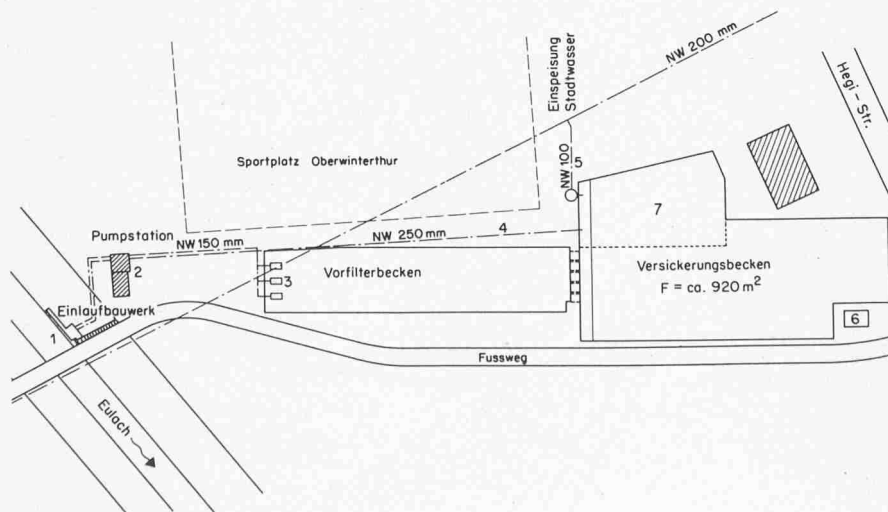 NW 200 mm
Einspeisung
Stadtwasser
Hegi-Str.
Sportplatz Oberwinterthur
NW 100
5
7
Pumpstation
NW 150 mm
NW 250 mm
4
2
Vorfilterbecken
Versickerungsbecken
F = ca. 920 m²
3
Einlaufbauwerk
1
6
Fussweg
Eulach